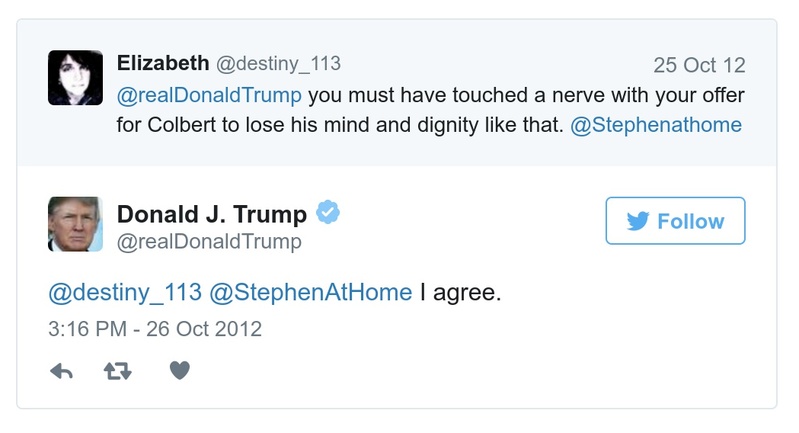 Elizabeth @destiny_113 25 Oct 12
@realDonaldTrump you must have touched a nerve with your offer
for Colbert to lose his mind and dignity like that. @Stephenathome
Donald J. Trump
@realDonaldTrump
Follow
@destiny_113 @StephenAtHome I agree.
3:16 PM - 26 Oct 2012